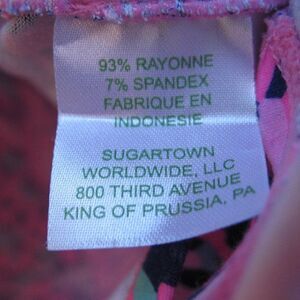 93% RAYONNE
7% SPANDEX
FABRIQUE EN
INDONESIE
SUGARTOWN
WORLDWIDE, LLC
800 THIRD AVENUE
KING OF PRUSSIA, PA